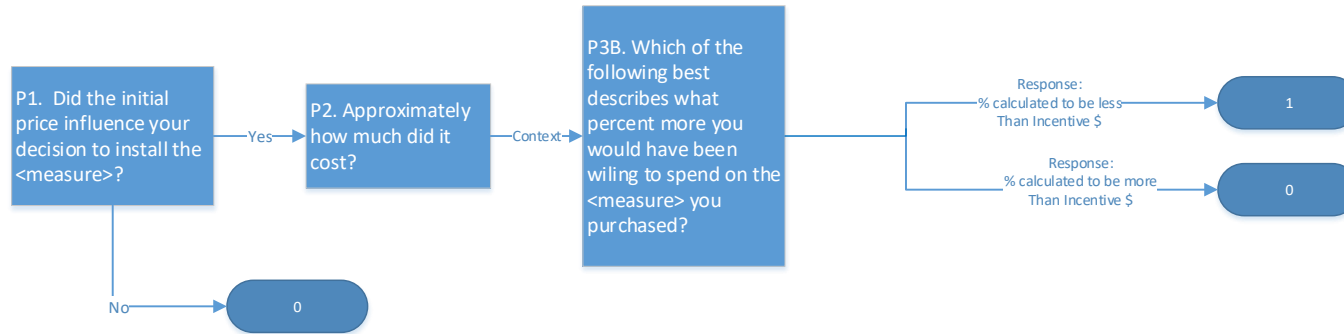 P1.  Did the initial
price influence your
decision to install the
<measure>?
Yes
P2. Approximately
how much did it
cost?
Context
P3B. Which of the
following best
describes what
percent more you
would have been
wiling to spend on the
<measure> you
purchased?
Response:
% calculated to be less
Than Incentive $
1
Response:
% calculated to be more
Than Incentive $
0
No
0